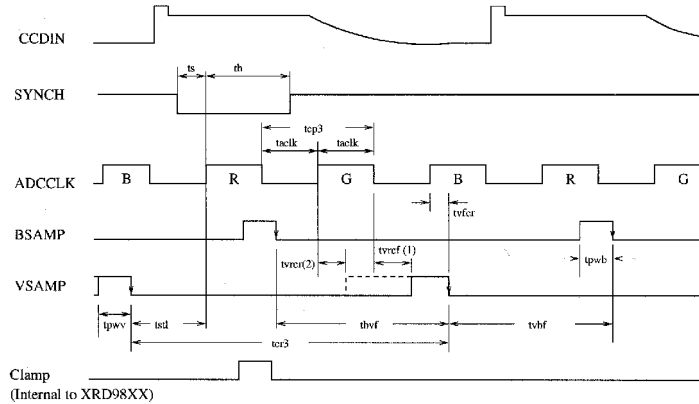 CCDIN
ts th
SYNCH
tcp3
taclk taclk
ADCCLK B R G B R G
tvfcr
BSAMP
tvrcr(2) tvref (1) tpwb
VSAMP
tpwv tstl tbvf tvbf
tcr3
Clamp
(Internal to XRD98XX)